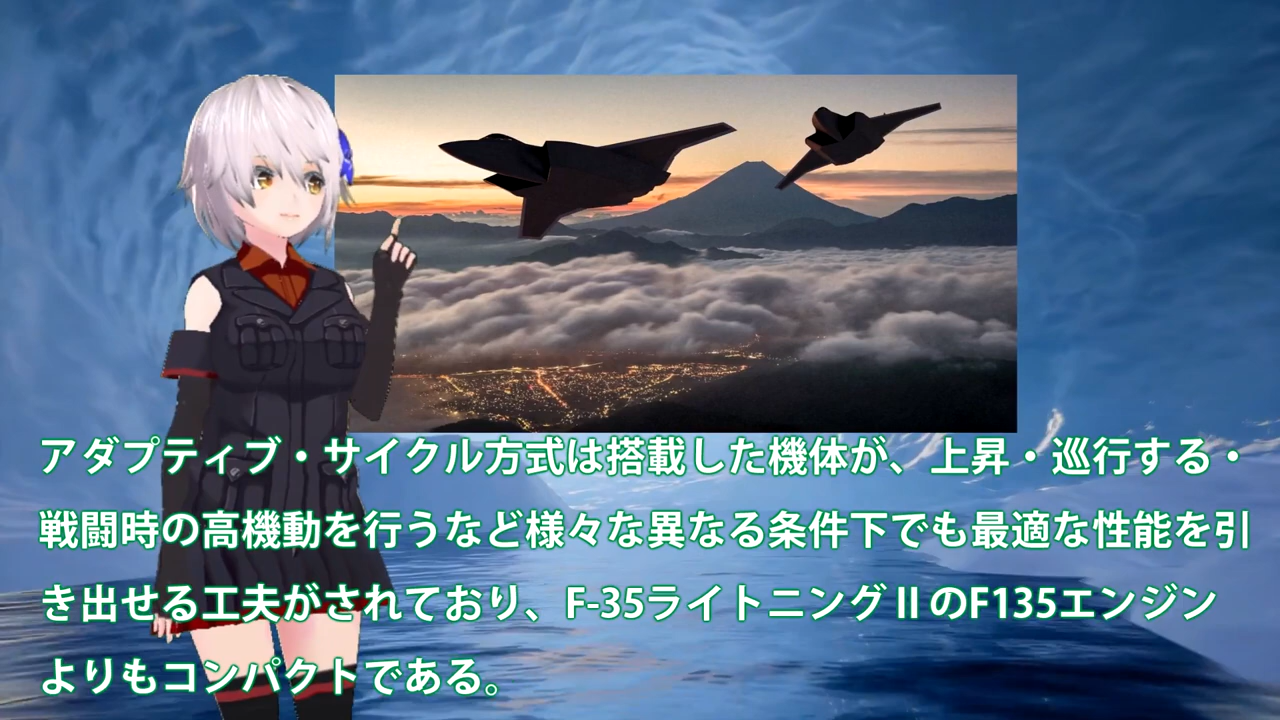 アダプティブ・サイクル方式は搭載した機体が、上昇・巡行する・
戦闘時の高機動を行うなど様々な異なる条件下でも最適な性能を引
き出せる工夫がされており、F-35ライトニングⅡのF135エンジン
よりもコンパクトである。